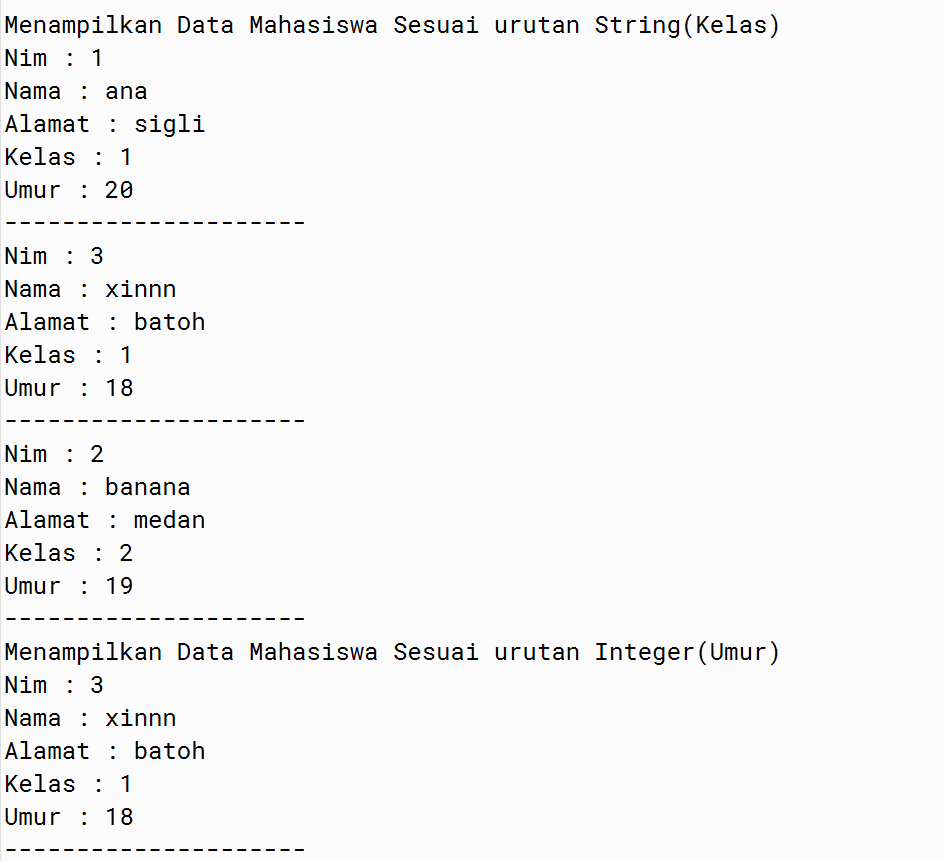 Menampilkan Data Mahasiswa Sesuai urutan String(Kelas)
Nim : 1
Nama : ana
Alamat : sigli
Kelas : 1
Umur : 20
---------------------
Nim : 3
Nama : xinnn
Alamat : batoh
Kelas : 1
Umur : 18
---------------------
Nim : 2
Nama : banana
Alamat : medan
Kelas : 2
Umur : 19
---------------------
Menampilkan Data Mahasiswa Sesuai urutan Integer(Umur)
Nim : 3
Nama : xinnn
Alamat : batoh
Kelas : 1
Umur : 18
---------------------